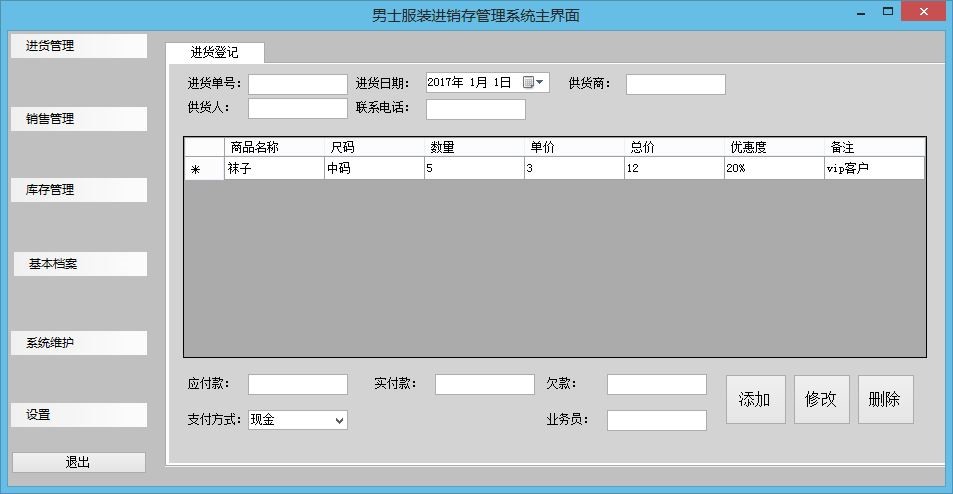 男士服装进销存管理系统主界面
进货管理
销售管理
库存管理
基本档案
系统维护
设置
退出
进货登记
进货单号： 进货日期： 2017年 1月 1日 供货商：
供货人： 联系电话：
商品名称 尺码 数量 单价 总价 优惠度 备注
* 袜子 中码 5 3 12 20% vip客户
应付款： 实付款： 欠款：
支付方式： 现金 业务员：
添加 修改 删除